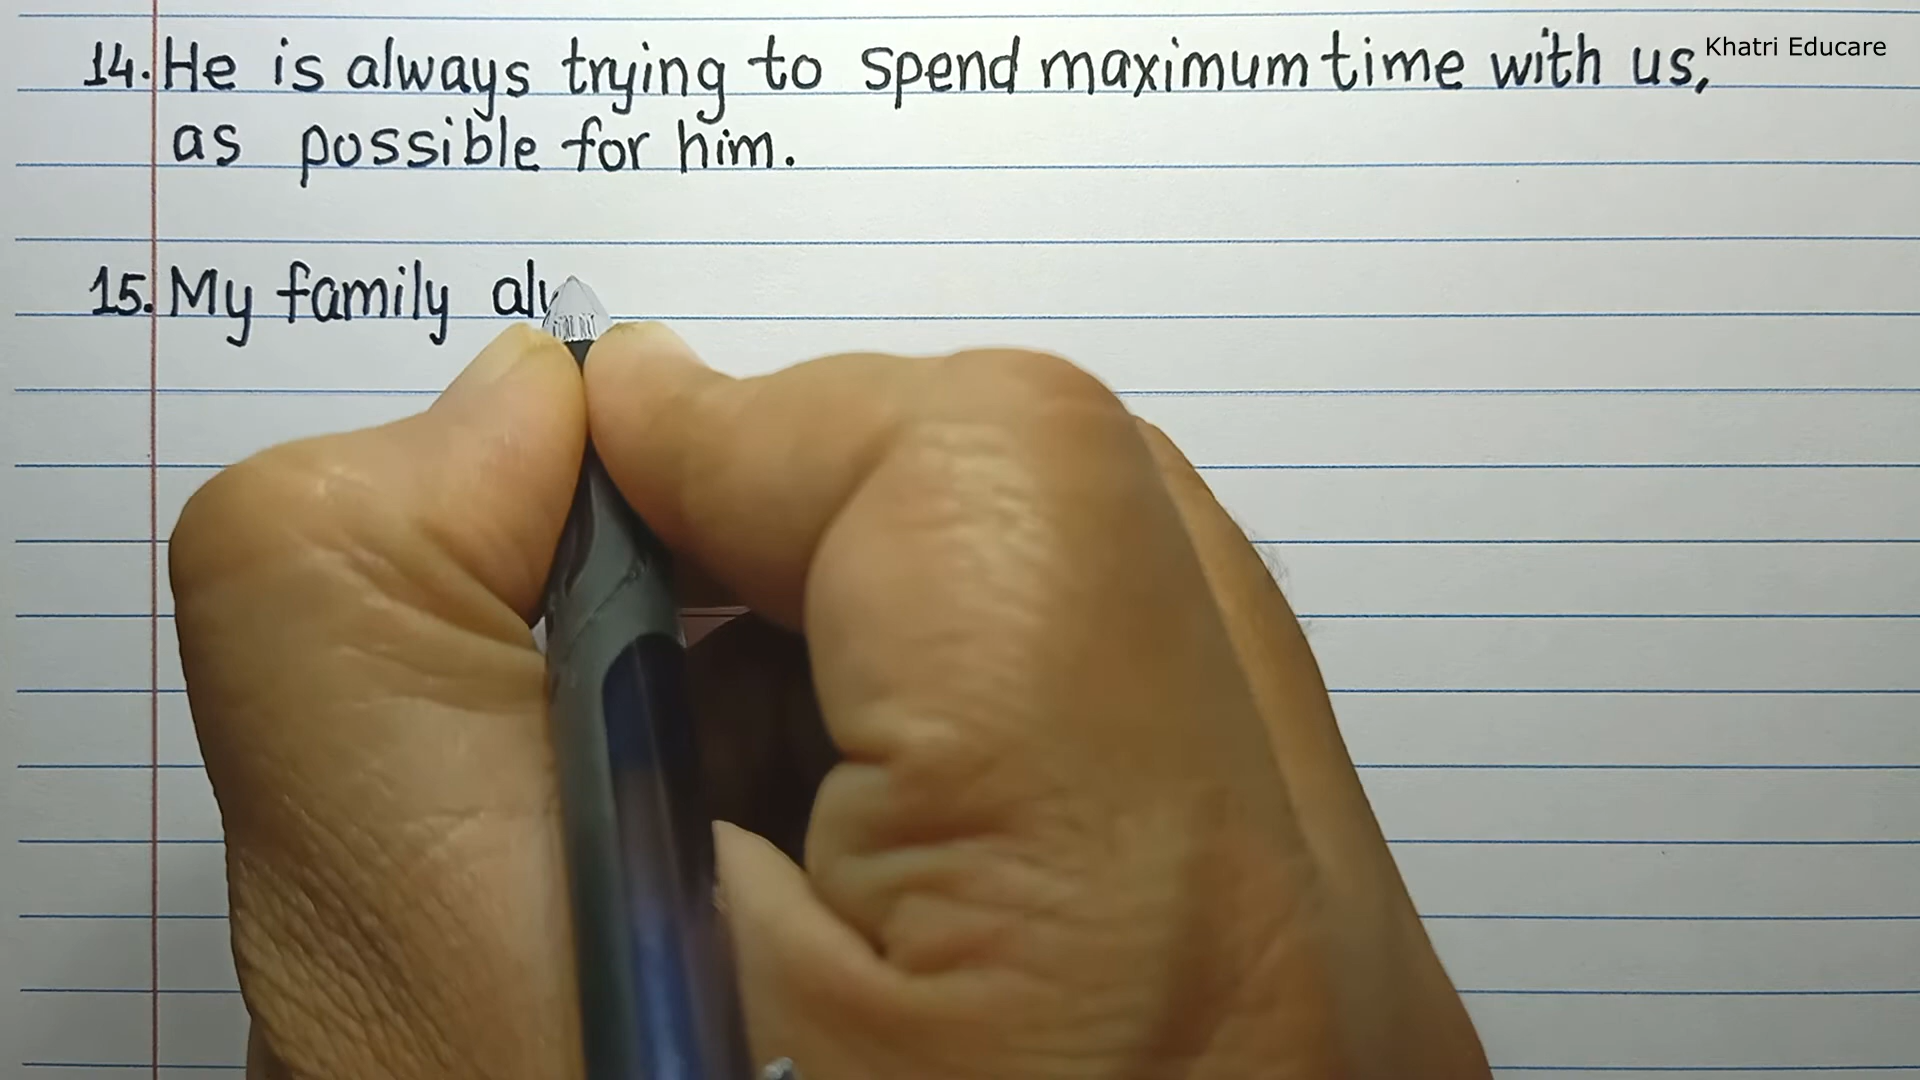 Khatri Educare
14. He is always trying to spend maximum time with us,
as possible for him.
15. My family